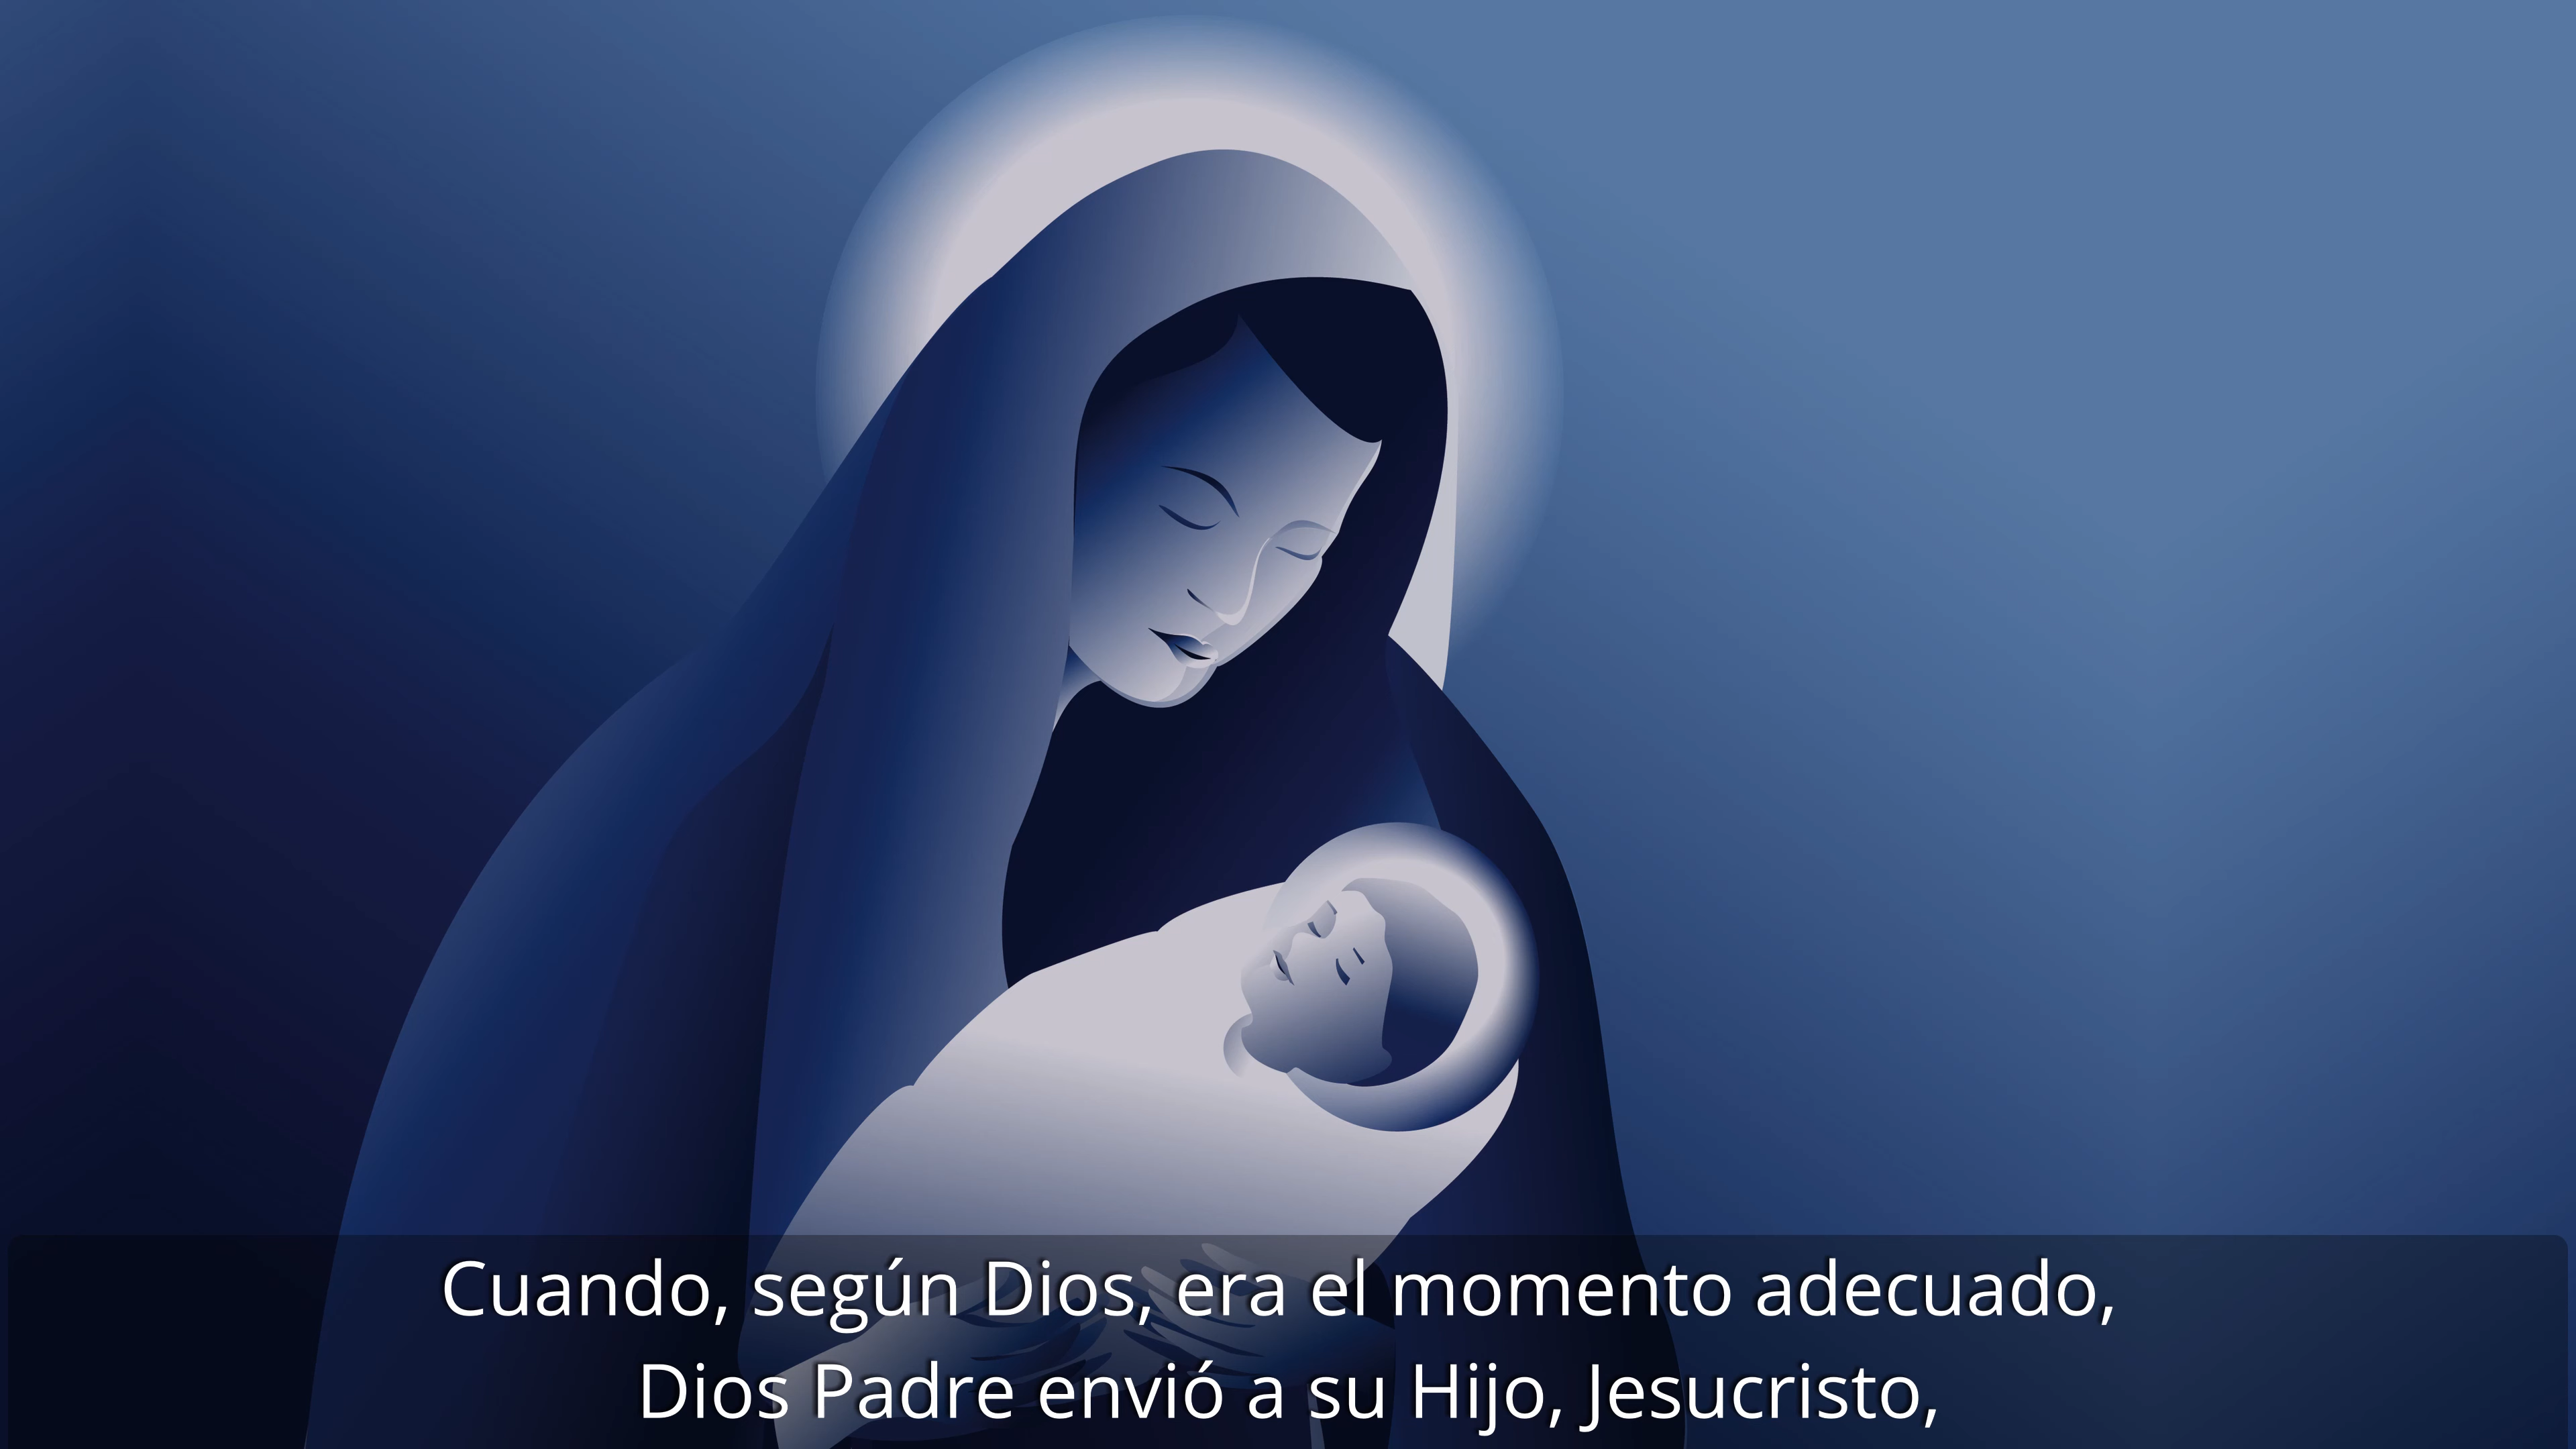 Cuando, según Dios, era el momento adecuado,
Dios Padre envió a su Hijo, Jesucristo,